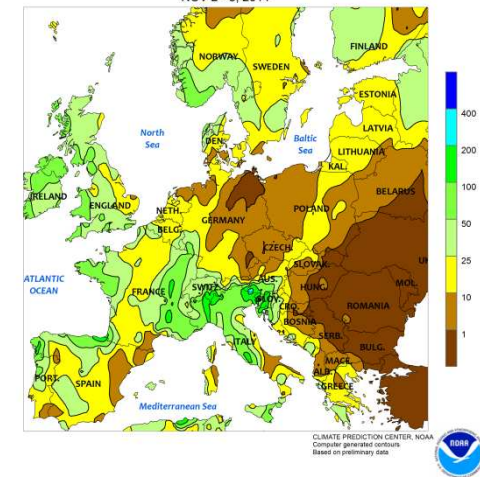 NORWAY
SWEDEN
FINLAND
ESTONIA
LATVIA
LITHUANIA
KAL.
North
Sea
Baltic
Sea
DEN.
IRELAND
ENGLAND
NETH.
BELG.
GERMANY
POLAND
BELARUS
CZECH.
SLOVAK.
AUS.
HUNG.
MOL.
ATLANTIC
OCEAN
FRANCE
SWITZ.
SLOV.
CRO.
BOSNIA
ROMANIA
SERB.
BULG.
ITALY
MACE.
ALB.
GREECE
PORT.
SPAIN
Mediterranean Sea
400
200
100
50
25
10
1
CLIMATE PREDICTION CENTER, NOAA
Computer generated contours
Based on preliminary data
NOAA